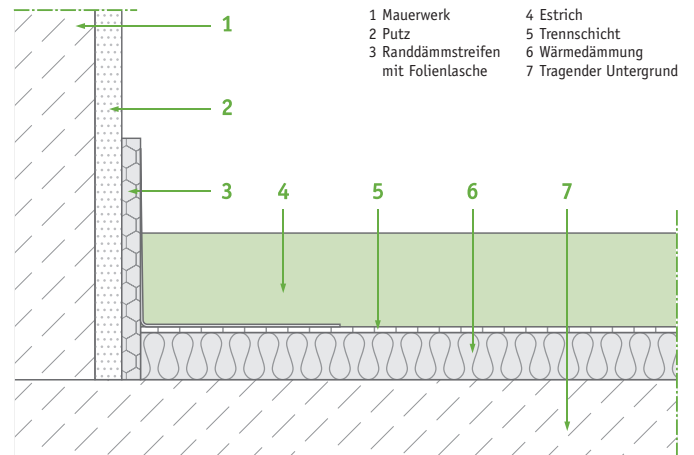 1 Mauerwerk
2 Putz
3 Randdämmstreifen
mit Folienlasche
4 Estrich
5 Trennschicht
6 Wärmedämmung
7 Tragender Untergrund
1
2
3
4
5
6
7